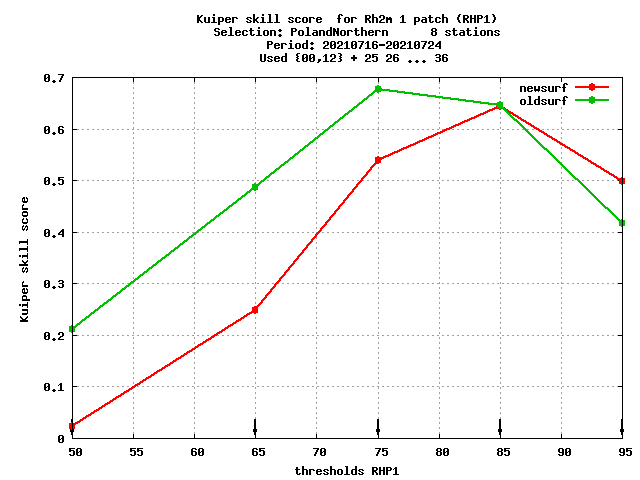 Kuiper skill score  for Rh2m 1 patch (RHP1)
Selection: PolandNorthern      8 stations
Period: 20210716-20210724
Used {00,12} + 25 26 ... 36
newsurf
oldsurf
0.7
0.6
0.5
0.4
0.3
0.2
0.1
0
Kuiper skill score
50 55 60 65 70 75 80 85 90 95
thresholds RHP1